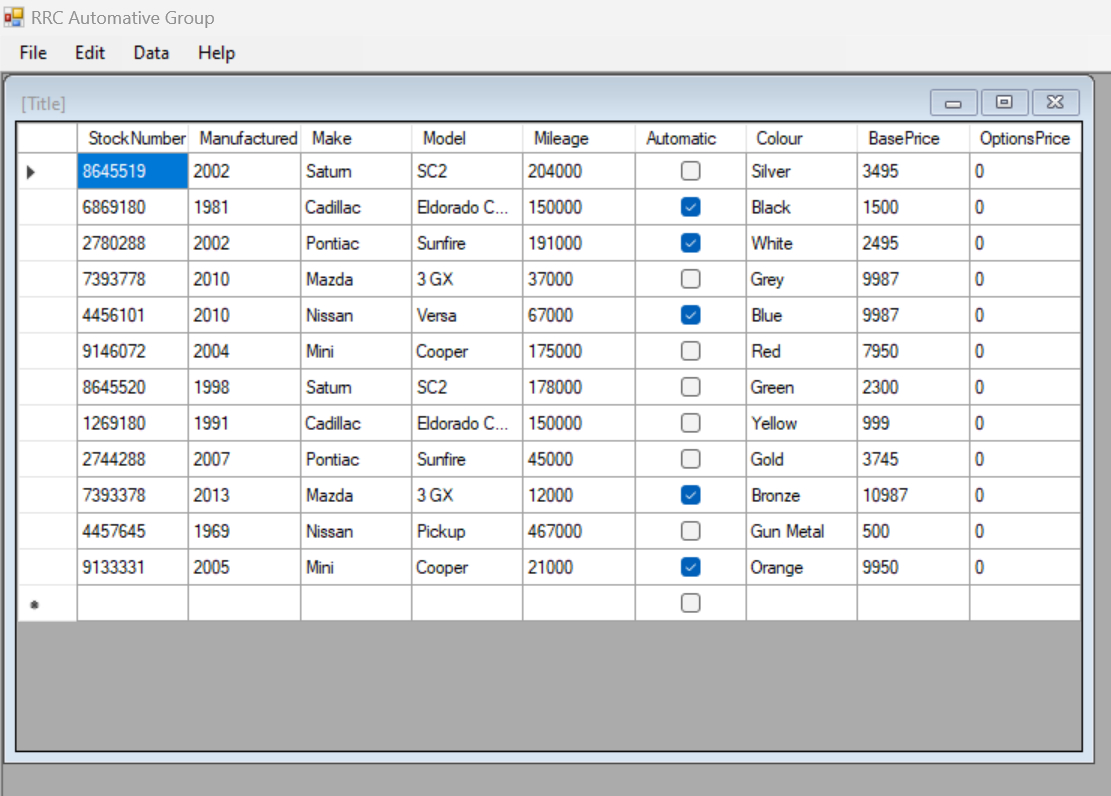 RRC Automative Group
File Edit Data Help
[Title]
StockNumber Manufactured Make Model Mileage Automatic Colour BasePrice OptionsPrice
8645519 2002 Saturn SC2 204000 Silver 3495 0
6869180 1981 Cadillac Eldorado C... 150000 Black 1500 0
2780288 2002 Pontiac Sunfire 191000 White 2495 0
7393778 2010 Mazda 3 GX 37000 Grey 9987 0
4456101 2010 Nissan Versa 67000 Blue 9987 0
9146072 2004 Mini Cooper 175000 Red 7950 0
8645520 1998 Saturn SC2 178000 Green 2300 0
1269180 1991 Cadillac Eldorado C... 150000 Yellow 999 0
2744288 2007 Pontiac Sunfire 45000 Gold 3745 0
7393378 2013 Mazda 3 GX 12000 Bronze 10987 0
4457645 1969 Nissan Pickup 467000 Gun Metal 500 0
9133331 2005 Mini Cooper 21000 Orange 9950 0